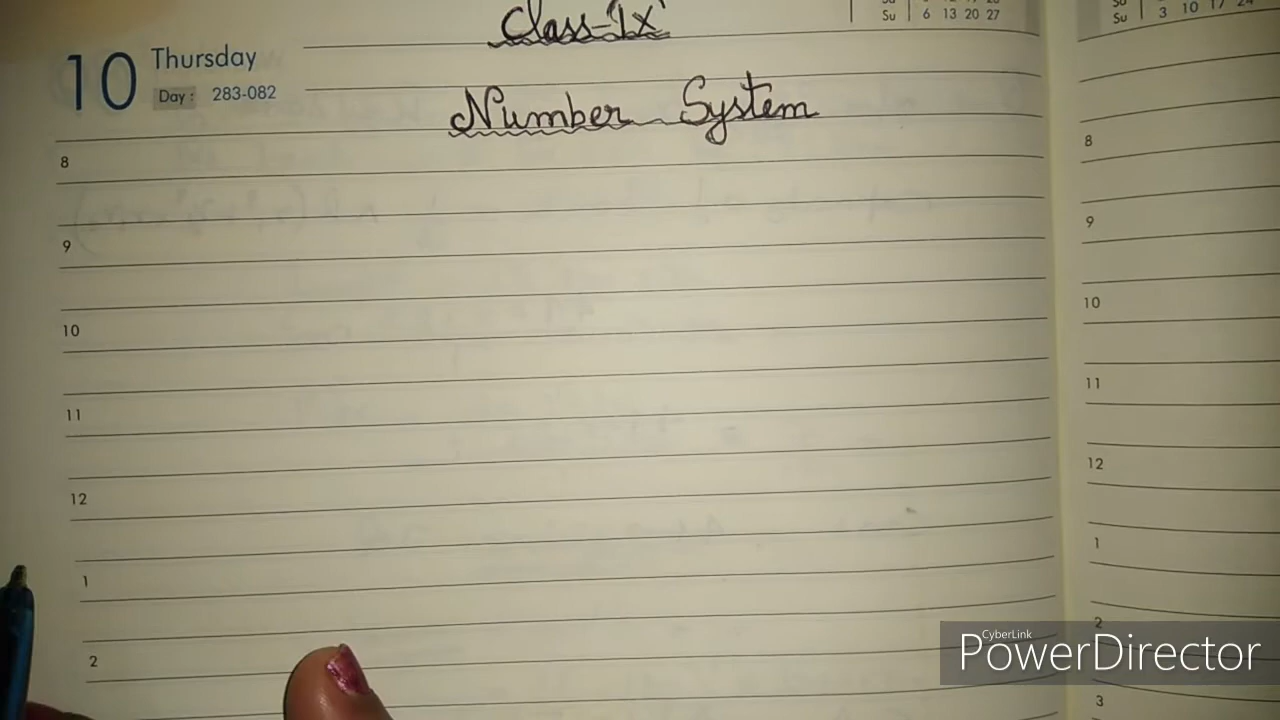 Class-'IX'
Su 6 13 20 27
Su 3 10 17 24
10 Thursday
Day : 283-082
Number System
8
9
10
11
12
1
2
8
9
10
11
12
1
2
3
CyberLink
PowerDirector